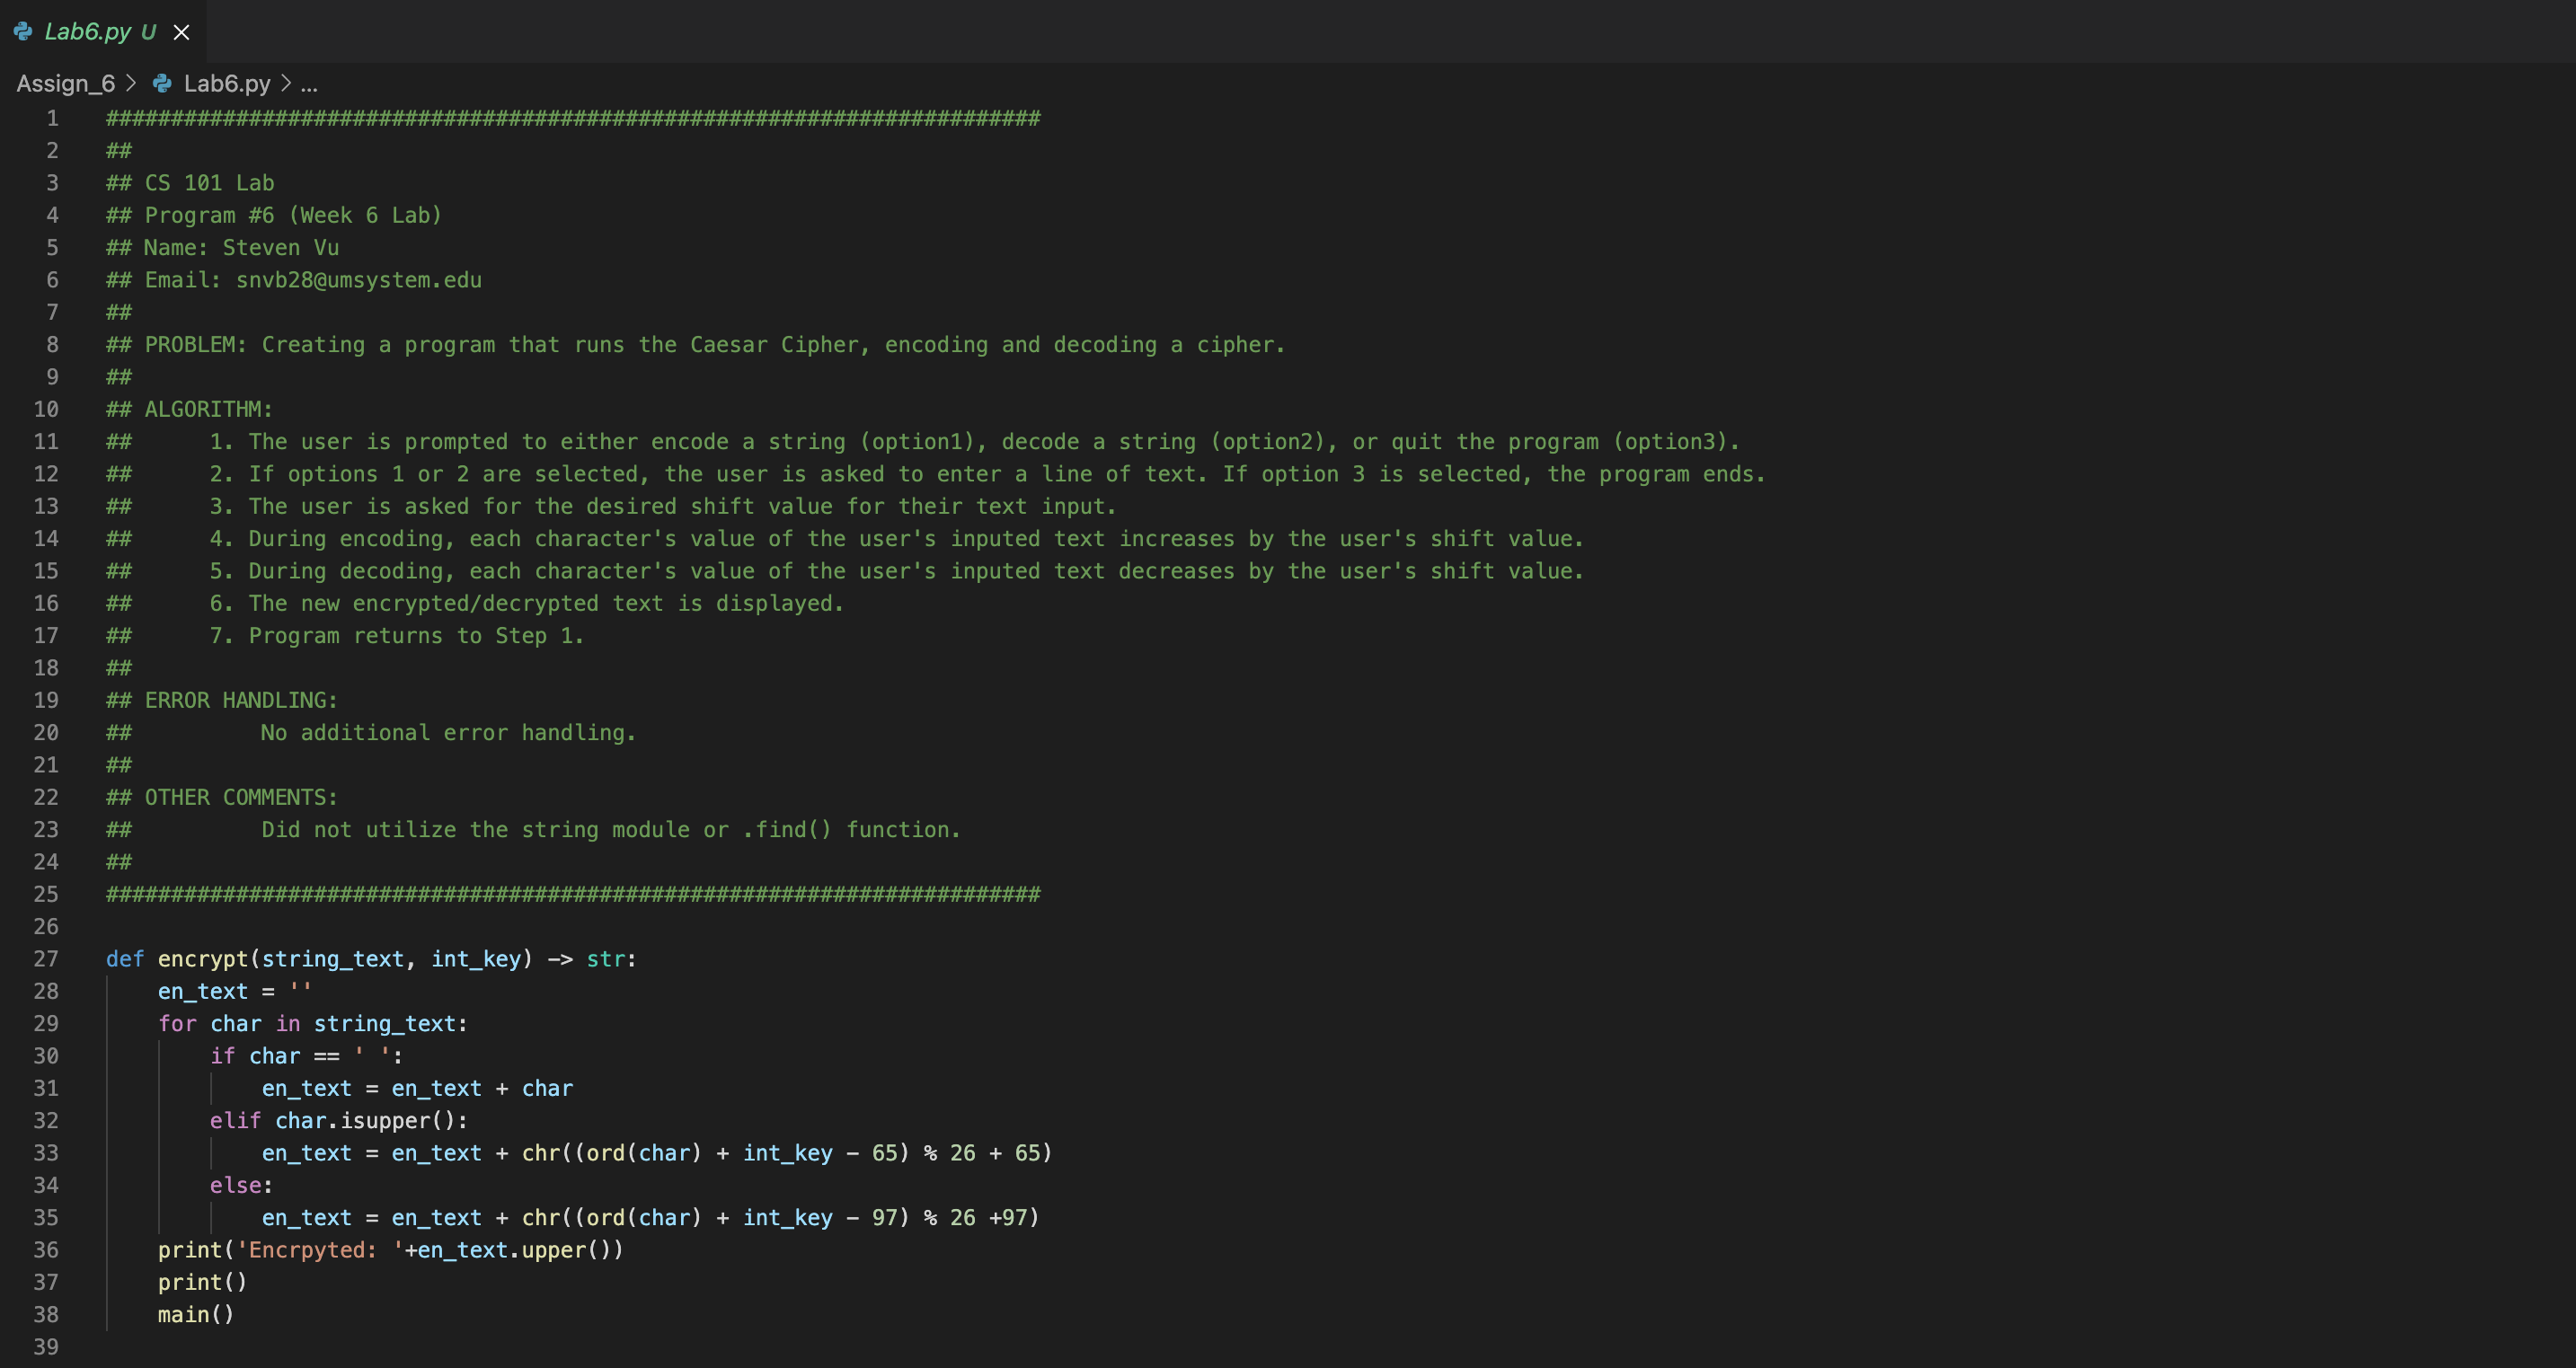 Lab6.py U ×
Assign_6 > Lab6.py > ...
1 ########################################################################
2 ##
3 ## CS 101 Lab
4 ## Program #6 (Week 6 Lab)
5 ## Name: Steven Vu
6 ## Email: snvb28@umsystem.edu
7 ##
8 ## PROBLEM: Creating a program that runs the Caesar Cipher, encoding and decoding a cipher.
9 ##
10 ## ALGORITHM:
11 ##      1. The user is prompted to either encode a string (option1), decode a string (option2), or quit the program (option3).
12 ##      2. If options 1 or 2 are selected, the user is asked to enter a line of text. If option 3 is selected, the program ends.
13 ##      3. The user is asked for the desired shift value for their text input.
14 ##      4. During encoding, each character's value of the user's inputed text increases by the user's shift value.
15 ##      5. During decoding, each character's value of the user's inputed text decreases by the user's shift value.
16 ##      6. The new encrypted/decrypted text is displayed.
17 ##      7. Program returns to Step 1.
18 ##
19 ## ERROR HANDLING:
20 ##          No additional error handling.
21 ##
22 ## OTHER COMMENTS:
23 ##          Did not utilize the string module or .find() function.
24 ##
25 ########################################################################
26
27 def encrypt(string_text, int_key) -> str:
28     en_text = ''
29     for char in string_text:
30         if char == ' ':
31             en_text = en_text + char
32         elif char.isupper():
33             en_text = en_text + chr((ord(char) + int_key - 65) % 26 + 65)
34         else:
35             en_text = en_text + chr((ord(char) + int_key - 97) % 26 +97)
36     print('Encrpyted: '+en_text.upper())
37     print()
38     main()
39